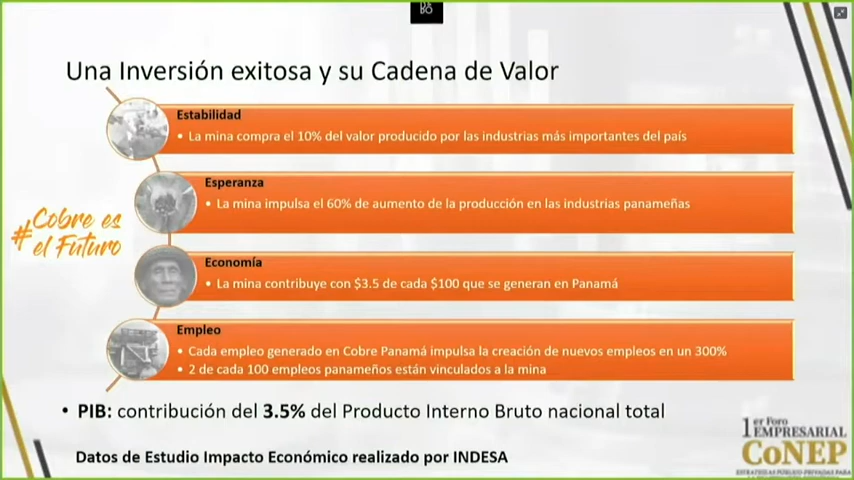 Una Inversión exitosa y su Cadena de Valor
Estabilidad
• La mina compra el 10% del valor producido por las industrias más importantes del país
Esperanza
• La mina impulsa el 60% de aumento de la producción en las industrias panameñas
#Cobre es
el Futuro
Economía
• La mina contribuye con $3.5 de cada $100 que se generan en Panamá
Empleo
• Cada empleo generado en Cobre Panamá impulsa la creación de nuevos empleos en un 300%
• 2 de cada 100 empleos panameños están vinculados a la mina
• PIB: contribución del 3.5% del Producto Interno Bruto nacional total
Datos de Estudio Impacto Económico realizado por INDESA
1er Foro
EMPRESARIAL
CoNEP
ESTRATEGIAS PÚBLICO-PRIVADAS PARA